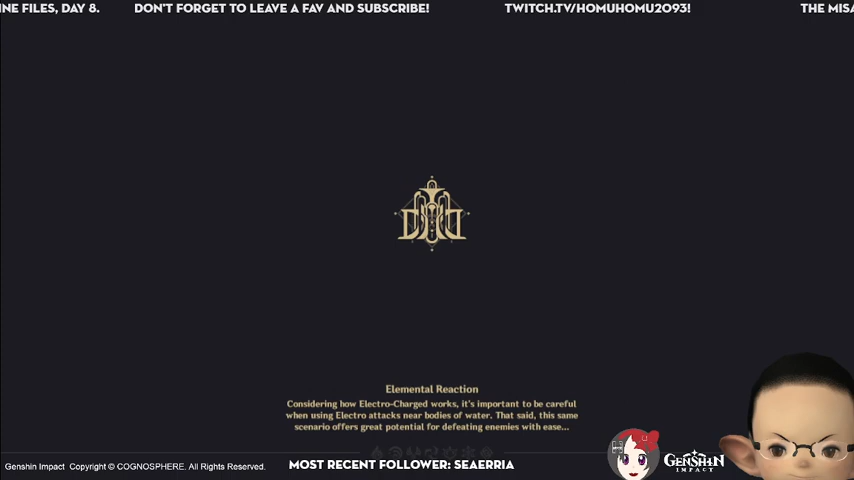 NE FILES, DAY 8. DON'T FORGET TO LEAVE A FAV AND SUBSCRIBE! TWITCH.TV/HOMUHOMU2093! THE MISA
Elemental Reaction
Considering how Electro-Charged works, it's important to be careful
when using Electro attacks near bodies of water. That said, this same
scenario offers great potential for defeating enemies with ease...
Genshin Impact Copyright © COGNOSPHERE. All Rights Reserved.
MOST RECENT FOLLOWER: SEAERRIA
GENSHIN
IMPACT